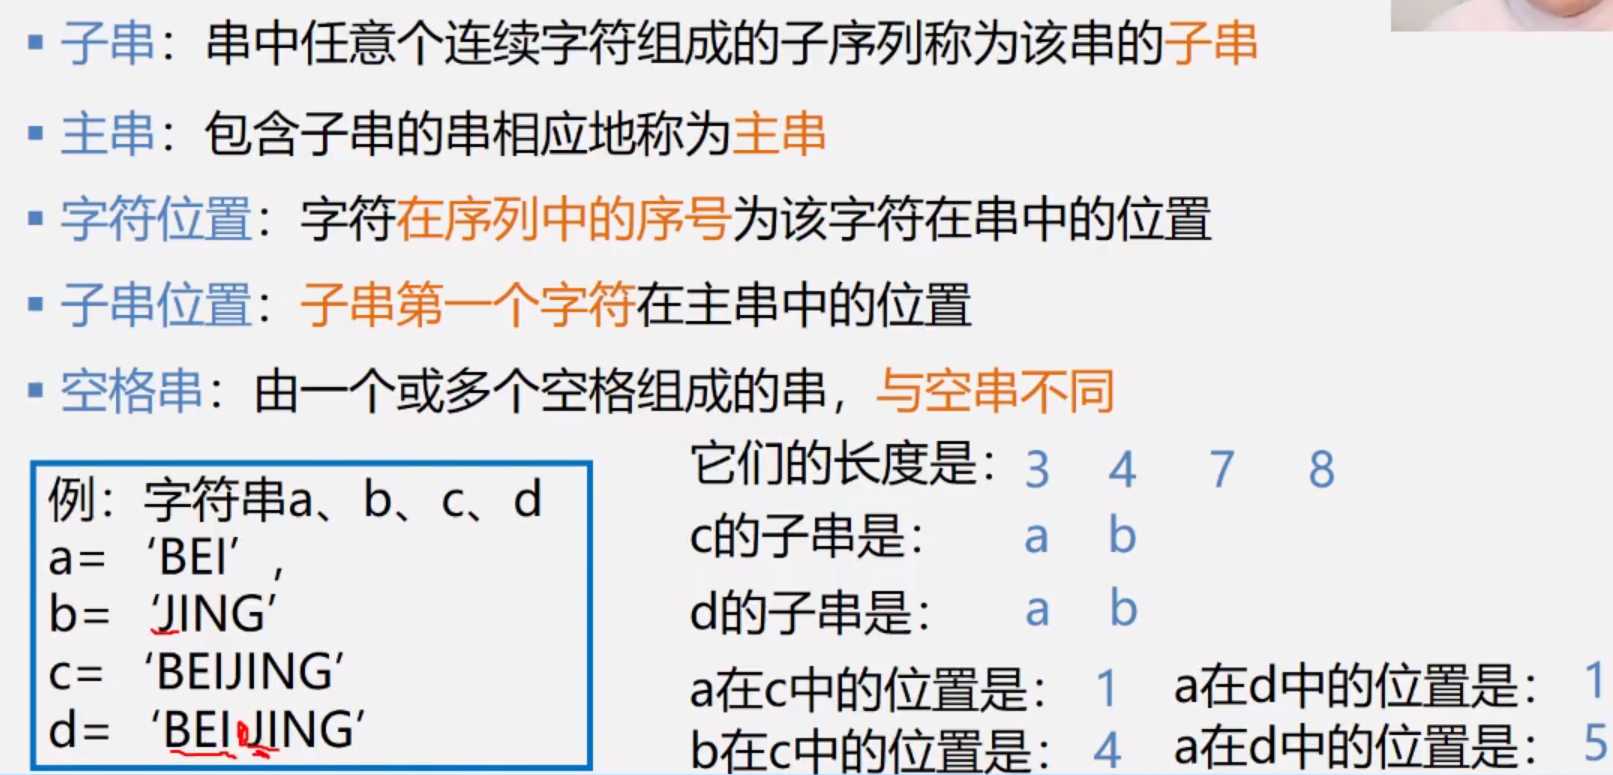 ▪ 子串：串中任意个连续字符组成的子序列称为该串的子串
▪ 主串：包含子串的串相应地称为主串
▪ 字符位置：字符在序列中的序号为该字符在串中的位置
▪ 子串位置：子串第一个字符在主串中的位置
▪ 空格串：由一个或多个空格组成的串，与空串不同
例：字符串a、b、c、d
a= ‘BEI’，
b= ‘JING’
c= ‘BEIJING’
d= ‘BEI JING’
它们的长度是：3 4 7 8
c的子串是： a b
d的子串是： a b
a在c中的位置是： 1 a在d中的位置是： 1
b在c中的位置是： 4 a在d中的位置是： 5